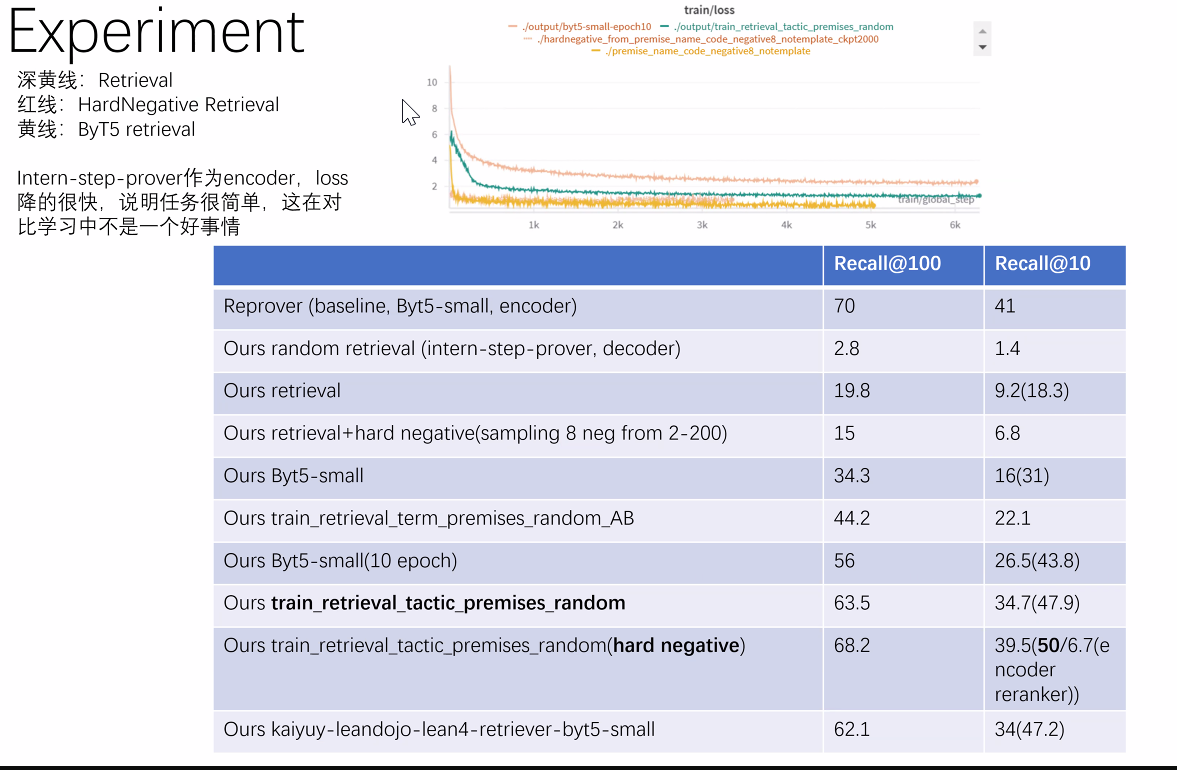 Experiment
深黄线：Retrieval
红线：HardNegative Retrieval
黄线：ByT5 retrieval
Intern-step-prover作为encoder，loss
降的很快，说明任务很简单，这在对
比学习中不是一个好事情
train/loss
./output/byt5-small-epoch10 ./output/train_retrieval_tactic_premises_random
./hardnegative_from_premise_name_code_negative8_notemplate_ckpt2000
./premise_name_code_negative8_notemplate
10
8
6
4
2
train/global_step
1k 2k 3k 4k 5k 6k
Recall@100 Recall@10
Reprover (baseline, Byt5-small, encoder) 70 41
Ours random retrieval (intern-step-prover, decoder) 2.8 1.4
Ours retrieval 19.8 9.2(18.3)
Ours retrieval+hard negative(sampling 8 neg from 2-200) 15 6.8
Ours Byt5-small 34.3 16(31)
Ours train_retrieval_term_premises_random_AB 44.2 22.1
Ours Byt5-small(10 epoch) 56 26.5(43.8)
Ours train_retrieval_tactic_premises_random 63.5 34.7(47.9)
Ours train_retrieval_tactic_premises_random(hard negative) 68.2 39.5(50/6.7(e
ncoder
reranker))
Ours kaiyuy-leandojo-lean4-retriever-byt5-small 62.1 34(47.2)